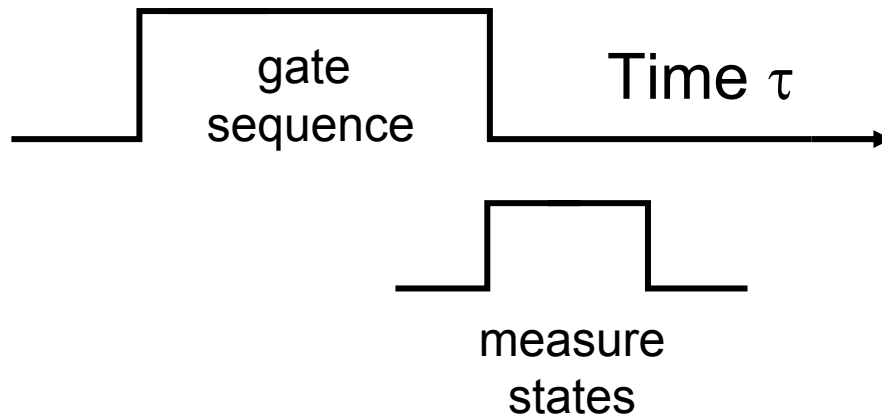 gate
sequence
Time τ
measure
states